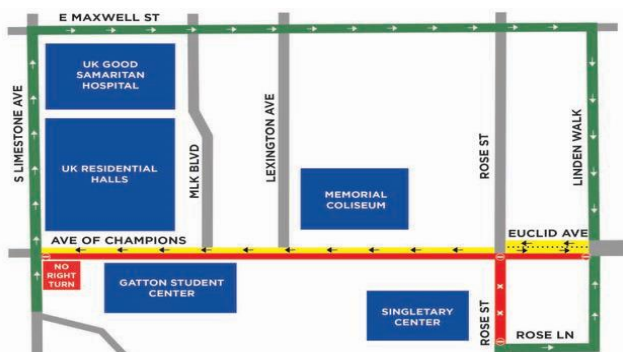 E MAXWELL ST
UK GOOD
SAMARITAN
HOSPITAL
S LIMESTONE AVE
MLK BLVD
LEXINGTON AVE
ROSE ST
LINDEN WALK
UK RESIDENTIAL
HALLS
MEMORIAL
COLISEUM
EUCLID AVE
AVE OF CHAMPIONS
NO
RIGHT
TURN
GATTON STUDENT
CENTER
SINGLETARY
CENTER
ROSE ST
ROSE LN